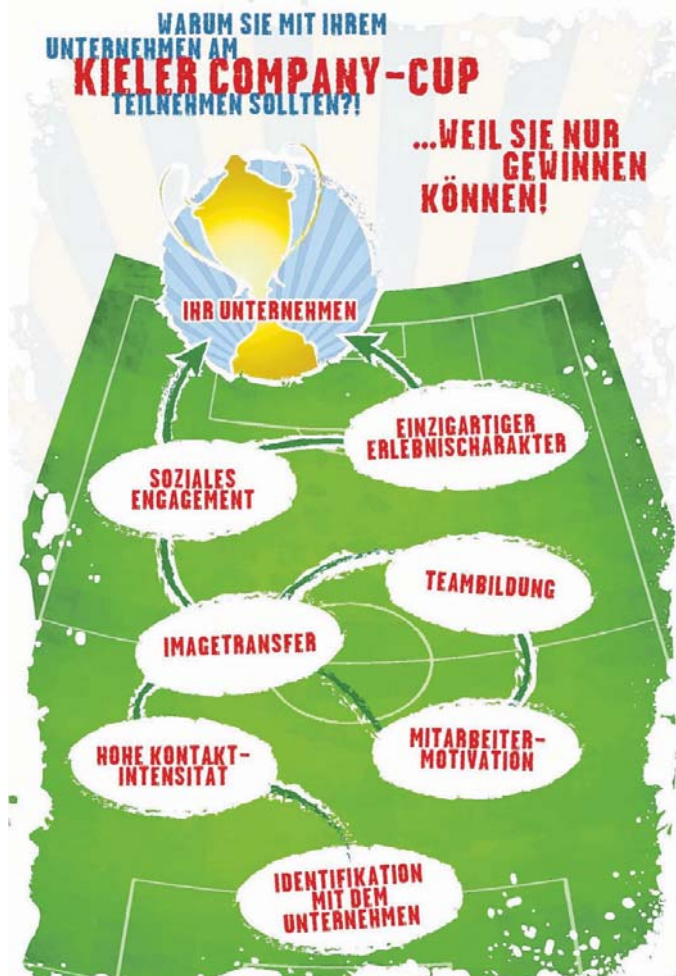 WARUM SIE MIT IHREM
UNTERNEHMEN AM
KIELER COMPANY-CUP
TEILNEHMEN SOLLTEN?!
...WEIL SIE NUR
GEWINNEN
KÖNNEN!
IHR UNTERNEHMEN
EINZIGARTIGER
ERLEBNISCHARAKTER
SOZIALES
ENGAGEMENT
TEAMBILDUNG
IMAGETRANSFER
MITARBEITER-
MOTIVATION
HOHE KONTAKT-
INTENSITÄT
IDENTIFIKATION
MIT DEM
UNTERNEHMEN